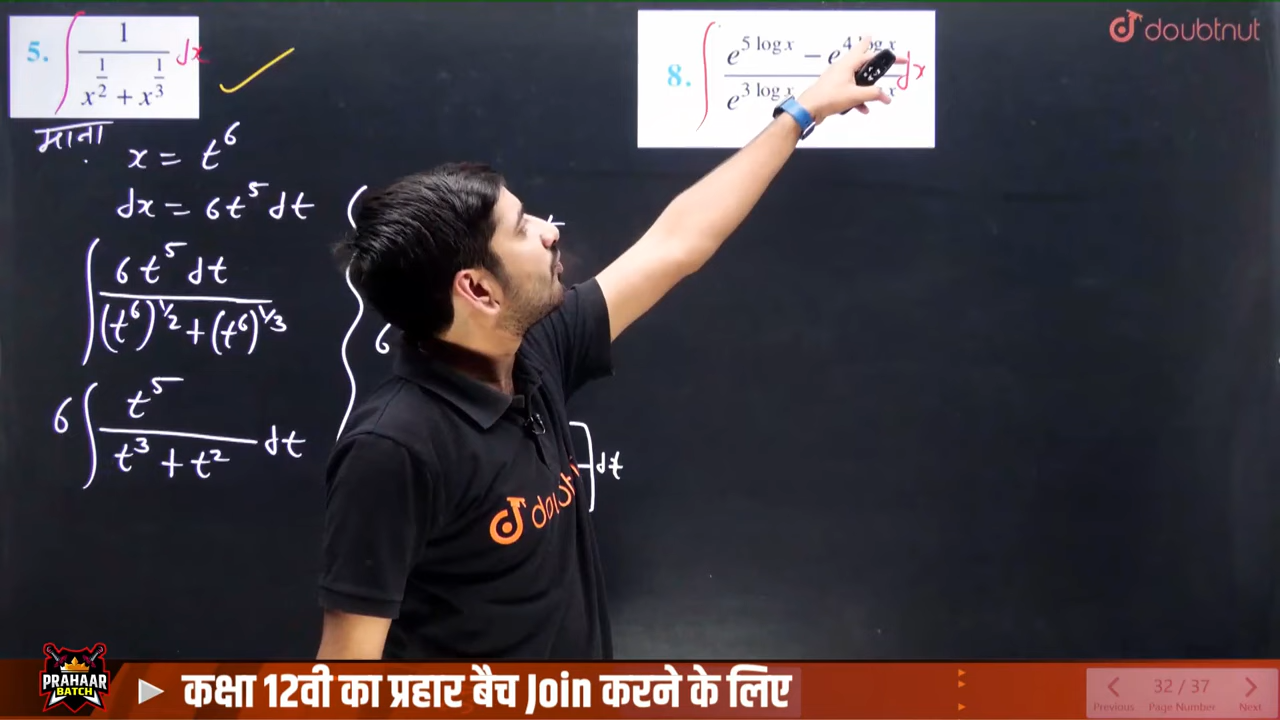 5. ∫ 1 / (x^(1/2) + x^(1/3)) dx
माना
x = t^6
dx = 6t^5 dt
∫ 6t^5 dt / ((t^6)^(1/2) + (t^6)^(1/3))
6 ∫ t^5 / (t^3 + t^2) dt
6
dt
8. ∫ e^(5 log x) − e^(4 log x) dx
e^(3 log x)
doubtnut
PRAHAAR
BATCH
कक्षा 12वी का प्रहार बैच Join करने के लिए
32 / 37
Previous Page Number Next